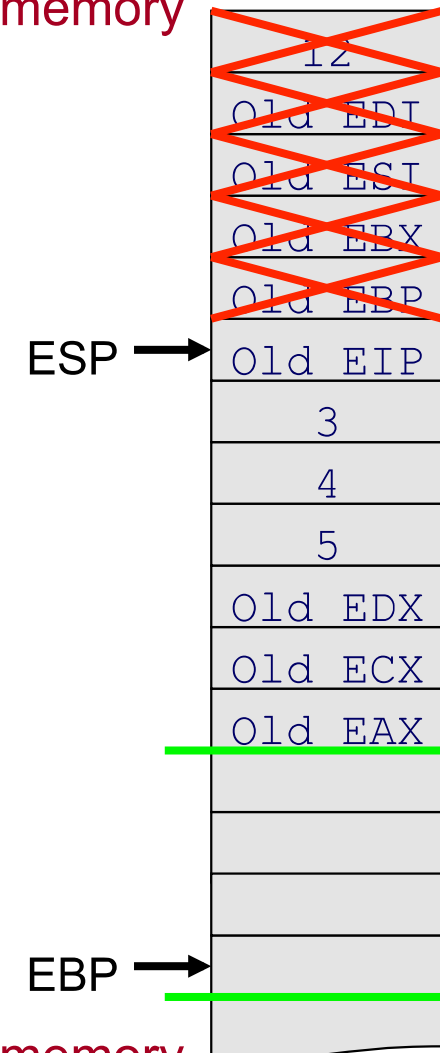 memory
12
Old EDI
Old ESI
Old EBX
Old EBP
ESP
Old EIP
3
4
5
Old EDX
Old ECX
Old EAX
EBP
memory